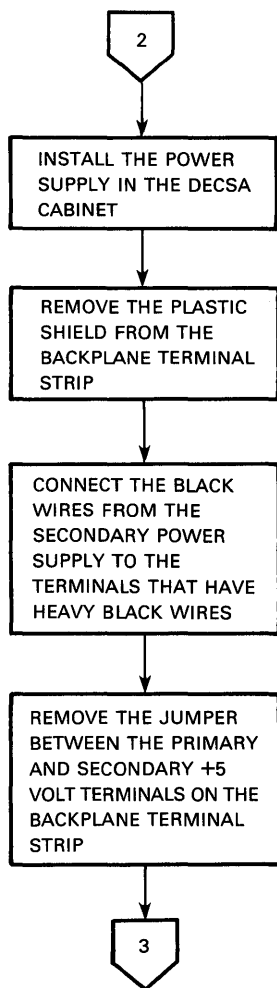 2
INSTALL THE POWER
SUPPLY IN THE DECSA
CABINET
REMOVE THE PLASTIC
SHIELD FROM THE
BACKPLANE TERMINAL
STRIP
CONNECT THE BLACK
WIRES FROM THE
SECONDARY POWER
SUPPLY TO THE
TERMINALS THAT HAVE
HEAVY BLACK WIRES
REMOVE THE JUMPER
BETWEEN THE PRIMARY
AND SECONDARY +5
VOLT TERMINALS ON THE
BACKPLANE TERMINAL
STRIP
3